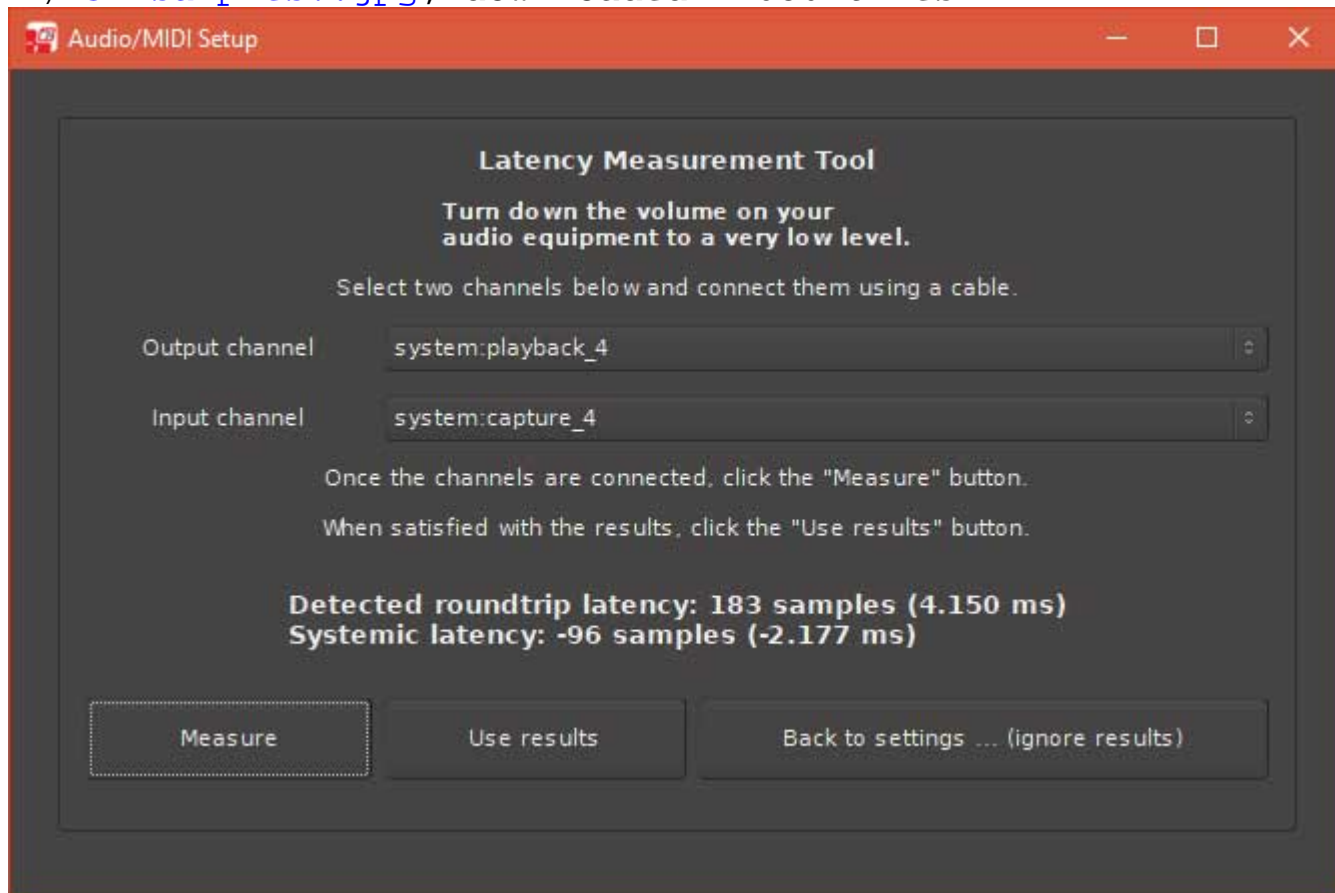 Audio/MIDI Setup
Latency Measurement Tool
Turn down the volume on your
audio equipment to a very low level.
Select two channels below and connect them using a cable.
Output channel system:playback_4
Input channel system:capture_4
Once the channels are connected, click the "Measure" button.
When satisfied with the results, click the "Use results" button.
Detected roundtrip latency: 183 samples (4.150 ms)
Systemic latency: -96 samples (-2.177 ms)
Measure Use results Back to settings ... (ignore results)